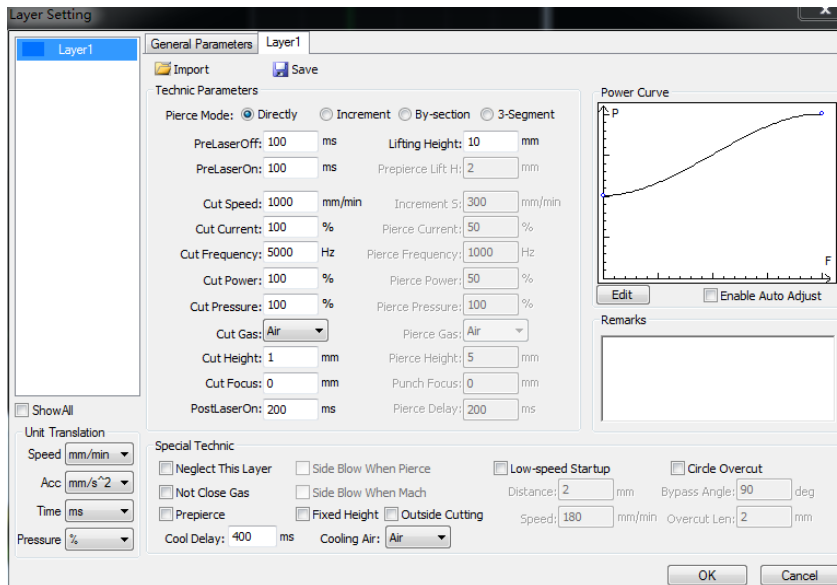 Layer Setting
Layer1
General Parameters Layer1
Import Save
Technic Parameters
Pierce Mode: Directly Increment By-section 3-Segment
PreLaserOff: 100 ms Lifting Height: 10 mm
PreLaserOn: 100 ms Prepierce Lift H: 2 mm
Cut Speed: 1000 mm/min Increment S: 300 mm/min
Cut Current: 100 % Pierce Current: 50 %
Cut Frequency: 5000 Hz Pierce Frequency: 1000 Hz
Cut Power: 100 % Pierce Power: 50 %
Cut Pressure: 100 % Pierce Pressure: 100 %
Cut Gas: Air Pierce Gas: Air
Cut Height: 1 mm Pierce Height: 5 mm
Cut Focus: 0 mm Punch Focus: 0 mm
PostLaserOn: 200 ms Pierce Delay: 200 ms
Power Curve
P
F
Edit Enable Auto Adjust
Remarks
ShowAll
Unit Translation
Speed mm/min
Acc mm/s^2
Time ms
Pressure %
Special Technic
Neglect This Layer Side Blow When Pierce Low-speed Startup Circle Overcut
Not Close Gas Side Blow When Mach Distance: 2 mm Bypass Angle: 90 deg
Prepierce Fixed Height Outside Cutting Speed: 180 mm/min Overcut Len: 2 mm
Cool Delay: 400 ms Cooling Air: Air
OK Cancel